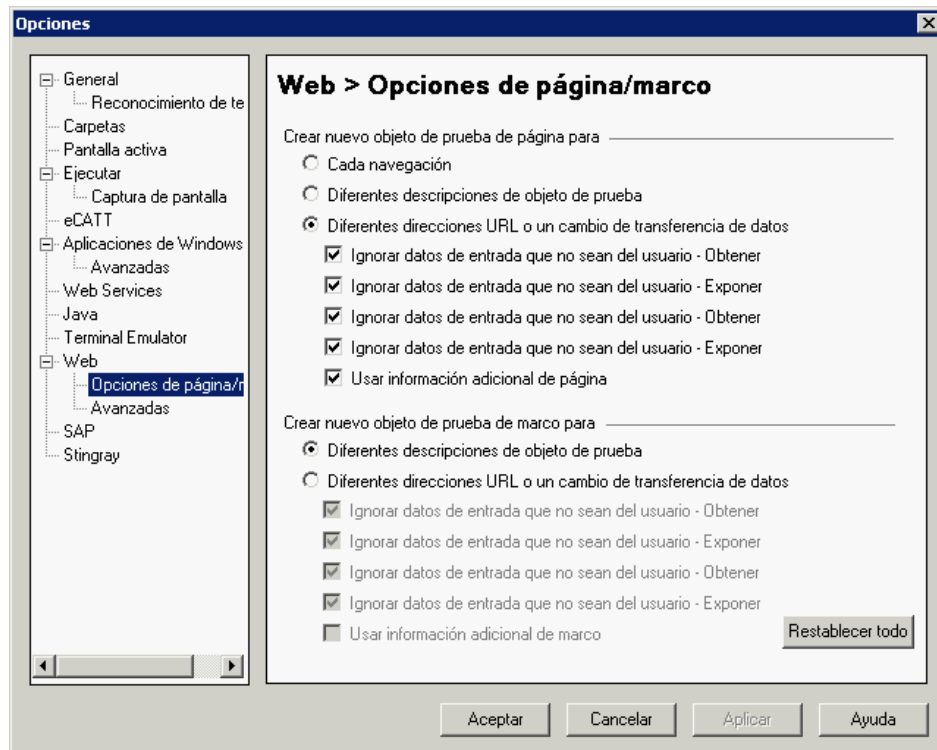 Opciones
General
Reconocimiento de te
Carpetas
Pantalla activa
Ejecutar
Captura de pantalla
eCATT
Aplicaciones de Windows
Avanzadas
Web Services
Java
Terminal Emulator
Web
Opciones de página/r
Avanzadas
SAP
Stingray
Web > Opciones de página/marco
Crear nuevo objeto de prueba de página para
Cada navegación
Diferentes descripciones de objeto de prueba
Diferentes direcciones URL o un cambio de transferencia de datos
Ignorar datos de entrada que no sean del usuario - Obtener
Ignorar datos de entrada que no sean del usuario - Exponer
Ignorar datos de entrada que no sean del usuario - Obtener
Ignorar datos de entrada que no sean del usuario - Exponer
Usar información adicional de página
Crear nuevo objeto de prueba de marco para
Diferentes descripciones de objeto de prueba
Diferentes direcciones URL o un cambio de transferencia de datos
Ignorar datos de entrada que no sean del usuario - Obtener
Ignorar datos de entrada que no sean del usuario - Exponer
Ignorar datos de entrada que no sean del usuario - Obtener
Ignorar datos de entrada que no sean del usuario - Exponer
Usar información adicional de marco
Restablecer todo
Aceptar
Cancelar
Aplicar
Ayuda